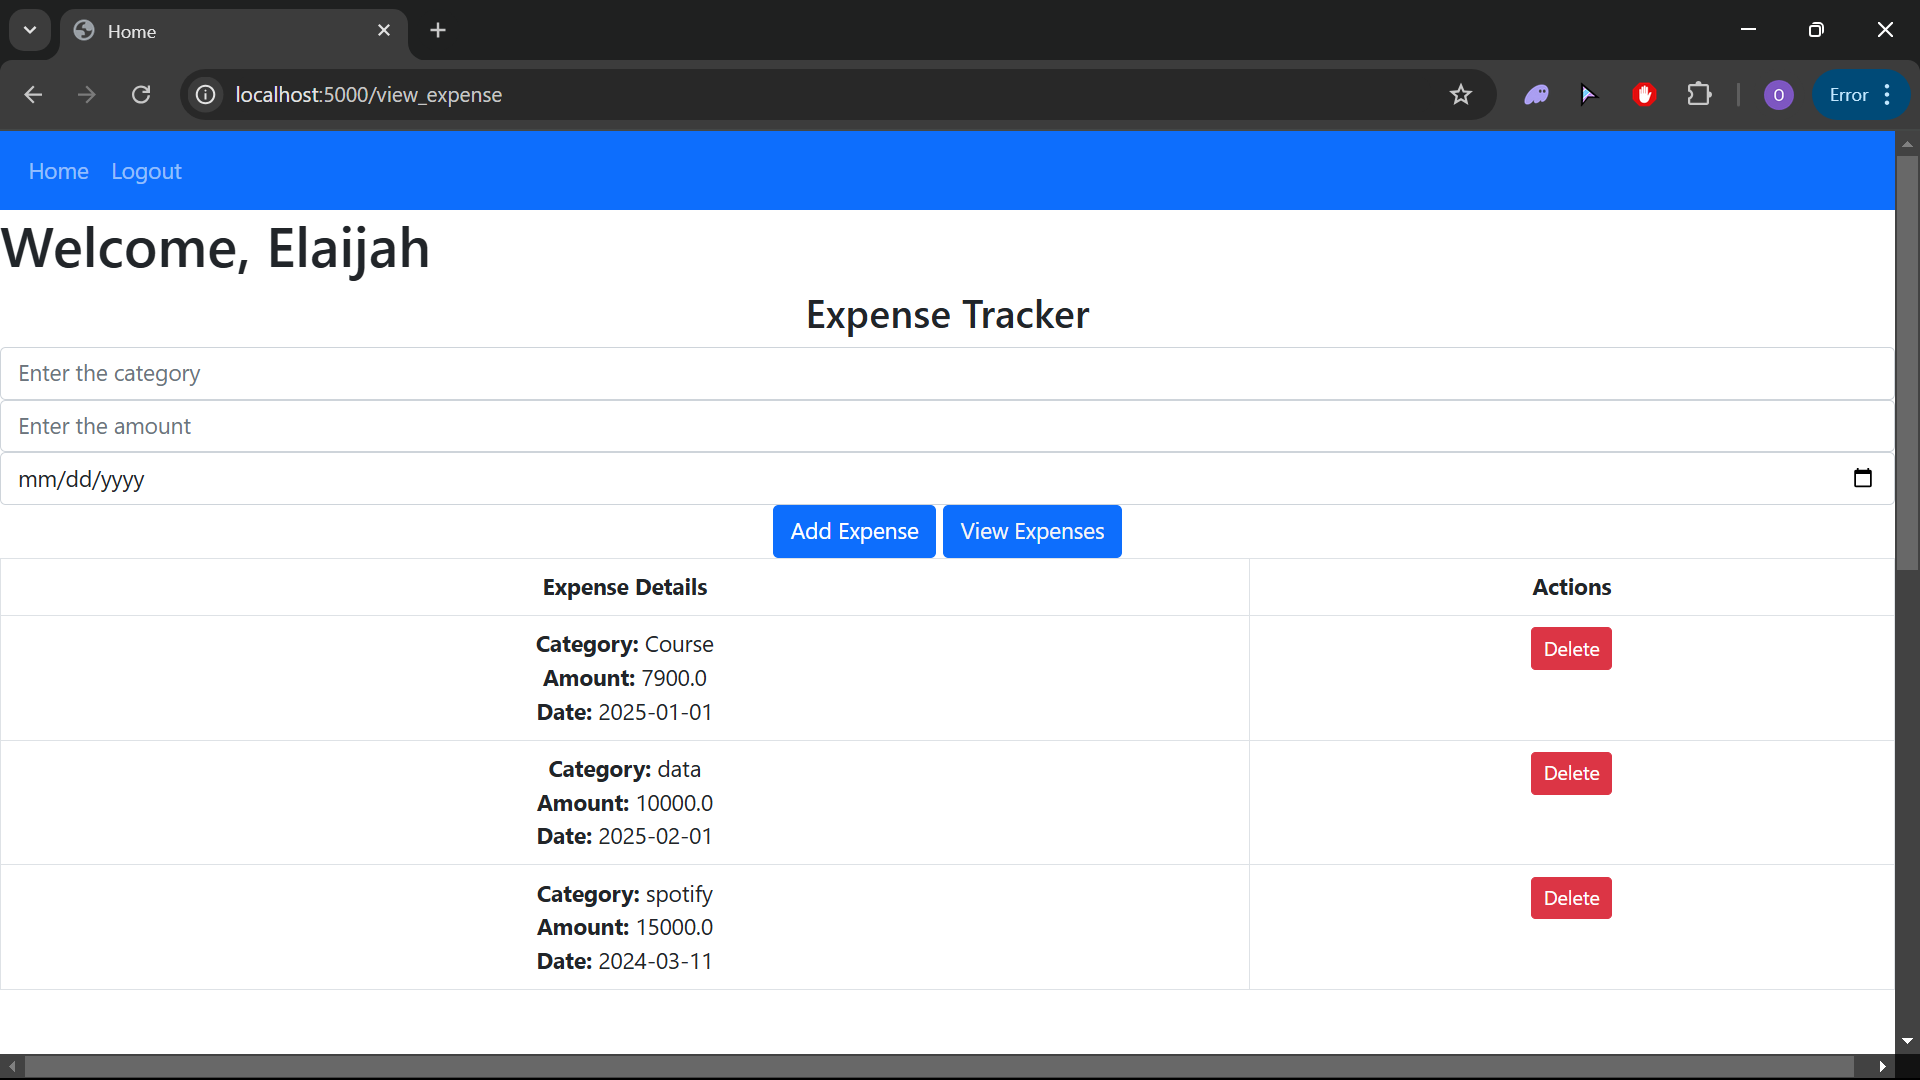 Home
localhost:5000/view_expense
O
Error
Home Logout
Welcome, Elaijah
Expense Tracker
Enter the category
Enter the amount
mm/dd/yyyy
Add Expense View Expenses
Expense Details Actions
Category: Course Delete
Amount: 7900.0
Date: 2025-01-01
Category: data Delete
Amount: 10000.0
Date: 2025-02-01
Category: spotify Delete
Amount: 15000.0
Date: 2024-03-11